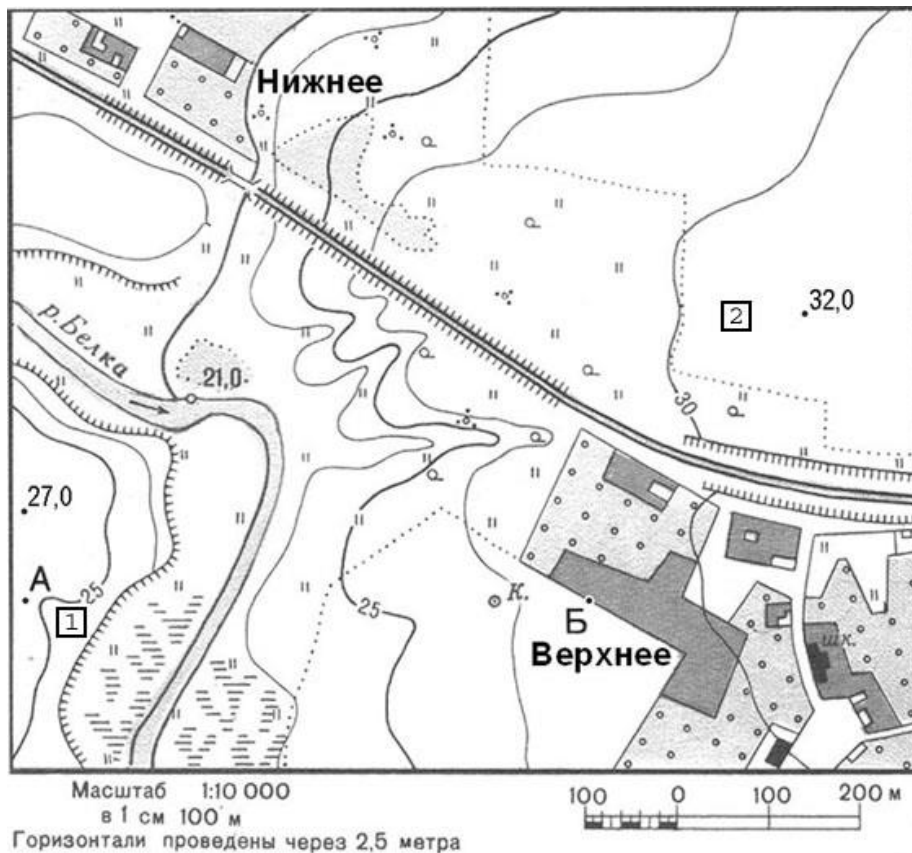 Нижнее
р.Белка
2
32,0
21,0
30
27,0
А
25
1
25
К.
Б
Верхнее
шк.
Масштаб 1:10 000
в 1 см 100 м
Горизонтали проведены через 2,5 метра
100 0 100 200 м